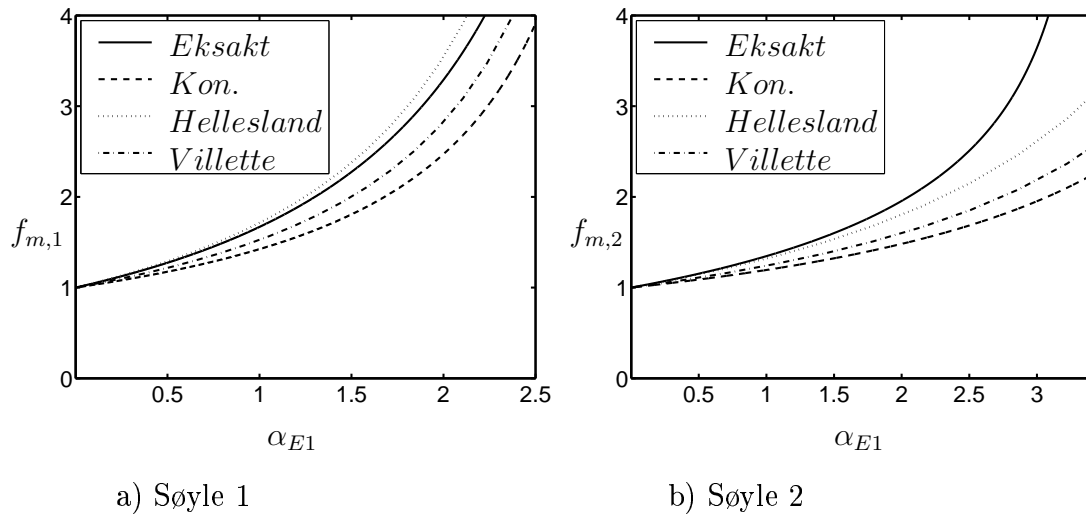 4
3
2
1
0
f_{m,1}
Eksakt
Kon.
Hellesland
Villette
0.5 1 1.5 2 2.5
α_{E1}
a) Søyle 1
4
3
2
1
0
f_{m,2}
Eksakt
Kon.
Hellesland
Villette
0.5 1 1.5 2 2.5 3
α_{E1}
b) Søyle 2